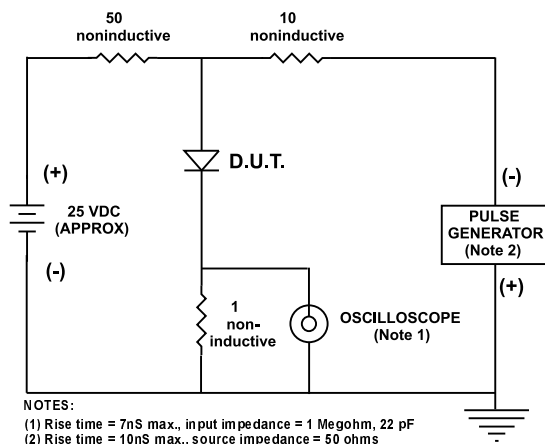 50
noninductive
10
noninductive
D.U.T.
(+)
25 VDC
(APPROX)
(-)
(-)
PULSE
GENERATOR
(Note 2)
(+)
1
non-
inductive
OSCILLOSCOPE
(Note 1)
NOTES:
(1) Rise time = 7nS max., input impedance = 1 Megohm, 22 pF
(2) Rise time = 10nS max., source impedance = 50 ohms